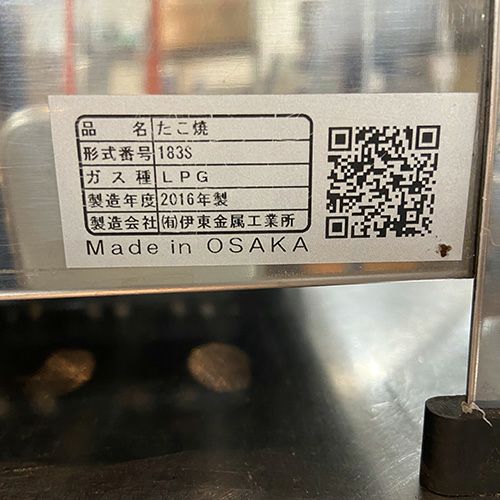 品名 たこ焼
形式番号 183S
ガス種 LPG
製造年度 2016年製
製造会社 ㈲伊東金属工業所
Made in OSAKA